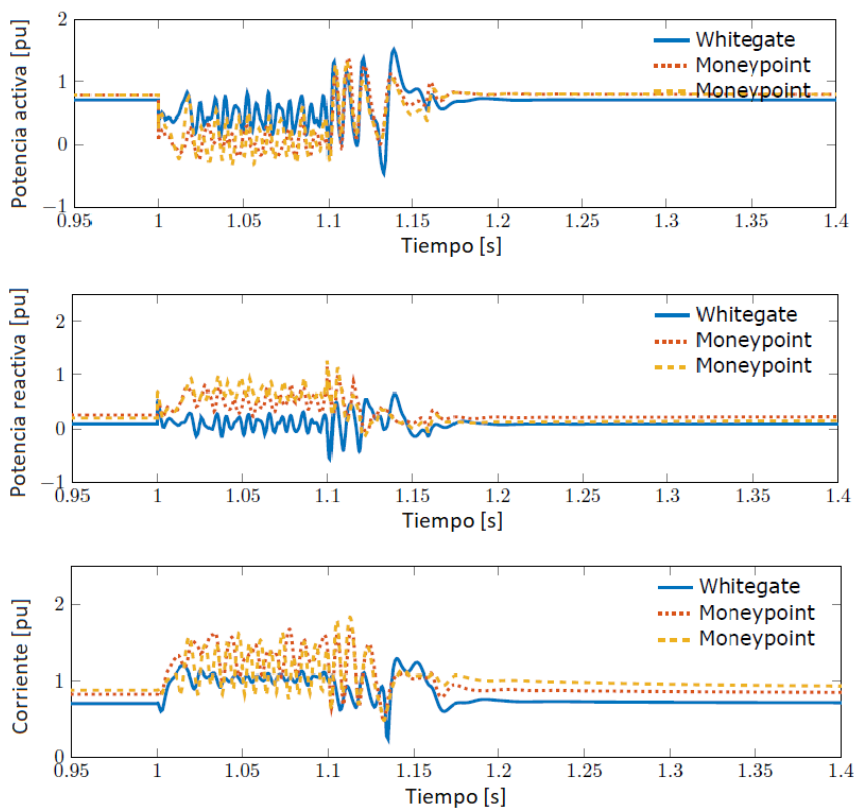 Potencia activa [pu]
2
1
0
−1
Whitegate
Moneypoint
Moneypoint
0.95 1 1.05 1.1 1.15 1.2 1.25 1.3 1.35 1.4
Tiempo [s]
Potencia reactiva [pu]
2
1
0
−1
Whitegate
Moneypoint
Moneypoint
0.95 1 1.05 1.1 1.15 1.2 1.25 1.3 1.35 1.4
Tiempo [s]
Corriente [pu]
2
1
0
Whitegate
Moneypoint
Moneypoint
0.95 1 1.05 1.1 1.15 1.2 1.25 1.3 1.35 1.4
Tiempo [s]